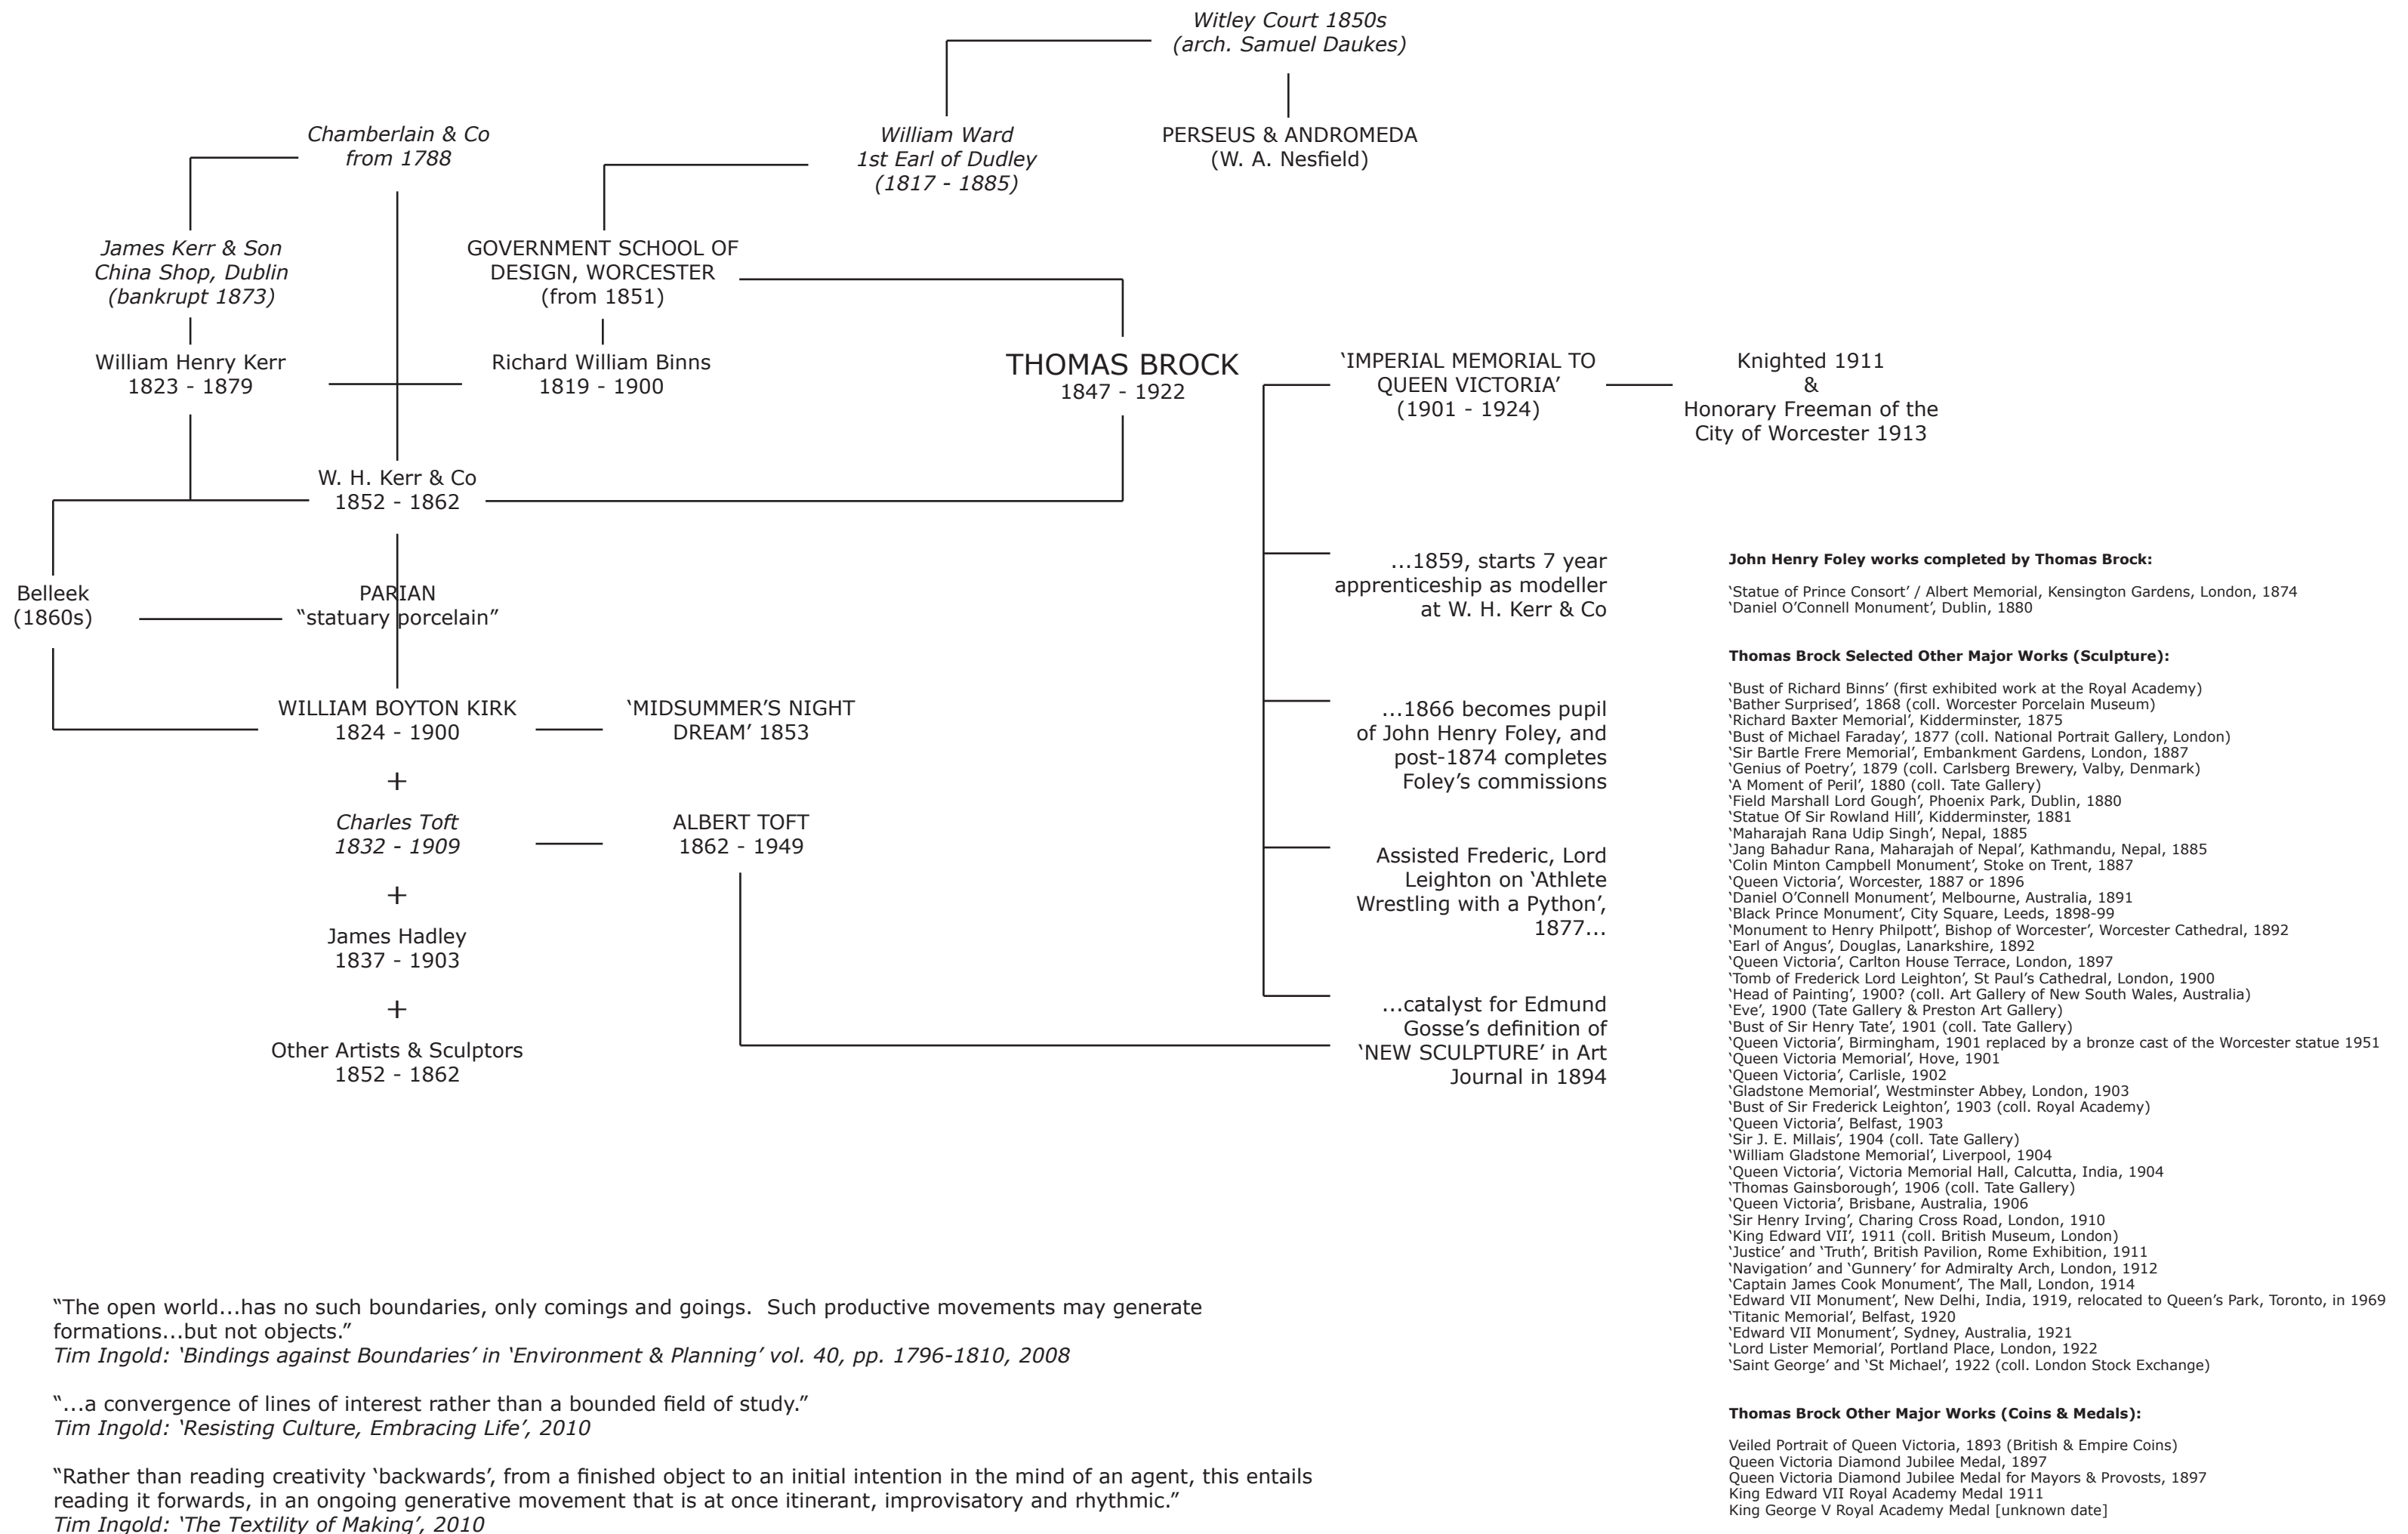 Witley Court 1850s
(arch. Samuel Daukes)
Chamberlain & Co
from 1788
William Ward
1st Earl of Dudley
(1817 - 1885)
PERSEUS & ANDROMEDA
(W. A. Nesfield)
James Kerr & Son
China Shop, Dublin
(bankrupt 1873)
GOVERNMENT SCHOOL OF
DESIGN, WORCESTER
(from 1851)
William Henry Kerr
1823 - 1879
Richard William Binns
1819 - 1900
THOMAS BROCK
1847 - 1922
‘IMPERIAL MEMORIAL TO
QUEEN VICTORIA’
(1901 - 1924)
Knighted 1911
&
Honorary Freeman of the
City of Worcester 1913
W. H. Kerr & Co
1852 - 1862
Belleek
(1860s)
PARIAN
“statuary porcelain”
WILLIAM BOYTON KIRK
1824 - 1900
‘MIDSUMMER’S NIGHT
DREAM’ 1853
+
Charles Toft
1832 - 1909
ALBERT TOFT
1862 - 1949
+
James Hadley
1837 - 1903
+
Other Artists & Sculptors
1852 - 1862
...1859, starts 7 year
apprenticeship as modeller
at W. H. Kerr & Co
...1866 becomes pupil
of John Henry Foley, and
post-1874 completes
Foley’s commissions
Assisted Frederic, Lord
Leighton on ‘Athlete
Wrestling with a Python’,
1877...
...catalyst for Edmund
Gosse’s definition of
‘NEW SCULPTURE’ in Art
Journal in 1894
John Henry Foley works completed by Thomas Brock:
‘Statue of Prince Consort’ / Albert Memorial, Kensington Gardens, London, 1874
‘Daniel O’Connell Monument’, Dublin, 1880
Thomas Brock Selected Other Major Works (Sculpture):
‘Bust of Richard Binns’ (first exhibited work at the Royal Academy)
‘Bather Surprised’, 1868 (coll. Worcester Porcelain Museum)
‘Richard Baxter Memorial’, Kidderminster, 1875
‘Bust of Michael Faraday’, 1877 (coll. National Portrait Gallery, London)
‘Sir Bartle Frere Memorial’, Embankment Gardens, London, 1887
‘Genius of Poetry’, 1879 (coll. Carlsberg Brewery, Valby, Denmark)
‘A Moment of Peril’, 1880 (coll. Tate Gallery)
‘Field Marshall Lord Gough’, Phoenix Park, Dublin, 1880
‘Statue Of Sir Rowland Hill’, Kidderminster, 1881
‘Maharajah Rana Udip Singh’, Nepal, 1885
‘Jang Bahadur Rana, Maharajah of Nepal’, Kathmandu, Nepal, 1885
‘Colin Minton Campbell Monument’, Stoke on Trent, 1887
‘Queen Victoria’, Worcester, 1887 or 1896
‘Daniel O’Connell Monument’, Melbourne, Australia, 1891
‘Black Prince Monument’, City Square, Leeds, 1898-99
‘Monument to Henry Philpott’, Bishop of Worcester’, Worcester Cathedral, 1892
‘Earl of Angus’, Douglas, Lanarkshire, 1892
‘Queen Victoria’, Carlton House Terrace, London, 1897
‘Tomb of Frederick Lord Leighton’, St Paul’s Cathedral, London, 1900
‘Head of Painting’, 1900? (coll. Art Gallery of New South Wales, Australia)
‘Eve’, 1900 (Tate Gallery & Preston Art Gallery)
‘Bust of Sir Henry Tate’, 1901 (coll. Tate Gallery)
‘Queen Victoria’, Birmingham, 1901 replaced by a bronze cast of the Worcester statue 1951
‘Queen Victoria Memorial’, Hove, 1901
‘Queen Victoria’, Carlisle, 1902
‘Gladstone Memorial’, Westminster Abbey, London, 1903
‘Bust of Sir Frederick Leighton’, 1903 (coll. Royal Academy)
‘Queen Victoria’, Belfast, 1903
‘Sir J. E. Millais’, 1904 (coll. Tate Gallery)
‘William Gladstone Memorial’, Liverpool, 1904
‘Queen Victoria’, Victoria Memorial Hall, Calcutta, India, 1904
‘Thomas Gainsborough’, 1906 (coll. Tate Gallery)
‘Queen Victoria’, Brisbane, Australia, 1906
‘Sir Henry Irving’, Charing Cross Road, London, 1910
‘King Edward VII’, 1911 (coll. British Museum, London)
‘Justice’ and ‘Truth’, British Pavilion, Rome Exhibition, 1911
‘Navigation’ and ‘Gunnery’ for Admiralty Arch, London, 1912
‘Captain James Cook Monument’, The Mall, London, 1914
‘Edward VII Monument’, New Delhi, India, 1919, relocated to Queen’s Park, Toronto, in 1969
‘Titanic Memorial’, Belfast, 1920
‘Edward VII Monument’, Sydney, Australia, 1921
‘Lord Lister Memorial’, Portland Place, London, 1922
‘Saint George’ and ‘St Michael’, 1922 (coll. London Stock Exchange)
Thomas Brock Other Major Works (Coins & Medals):
Veiled Portrait of Queen Victoria, 1893 (British & Empire Coins)
Queen Victoria Diamond Jubilee Medal, 1897
Queen Victoria Diamond Jubilee Medal for Mayors & Provosts, 1897
King Edward VII Royal Academy Medal 1911
King George V Royal Academy Medal [unknown date]
“The open world...has no such boundaries, only comings and goings.  Such productive movements may generate
formations...but not objects.”
Tim Ingold: ‘Bindings against Boundaries’ in ‘Environment & Planning’ vol. 40, pp. 1796-1810, 2008
“...a convergence of lines of interest rather than a bounded field of study.”
Tim Ingold: ‘Resisting Culture, Embracing Life’, 2010
“Rather than reading creativity ‘backwards’, from a finished object to an initial intention in the mind of an agent, this entails
reading it forwards, in an ongoing generative movement that is at once itinerant, improvisatory and rhythmic.”
Tim Ingold: ‘The Textility of Making’, 2010